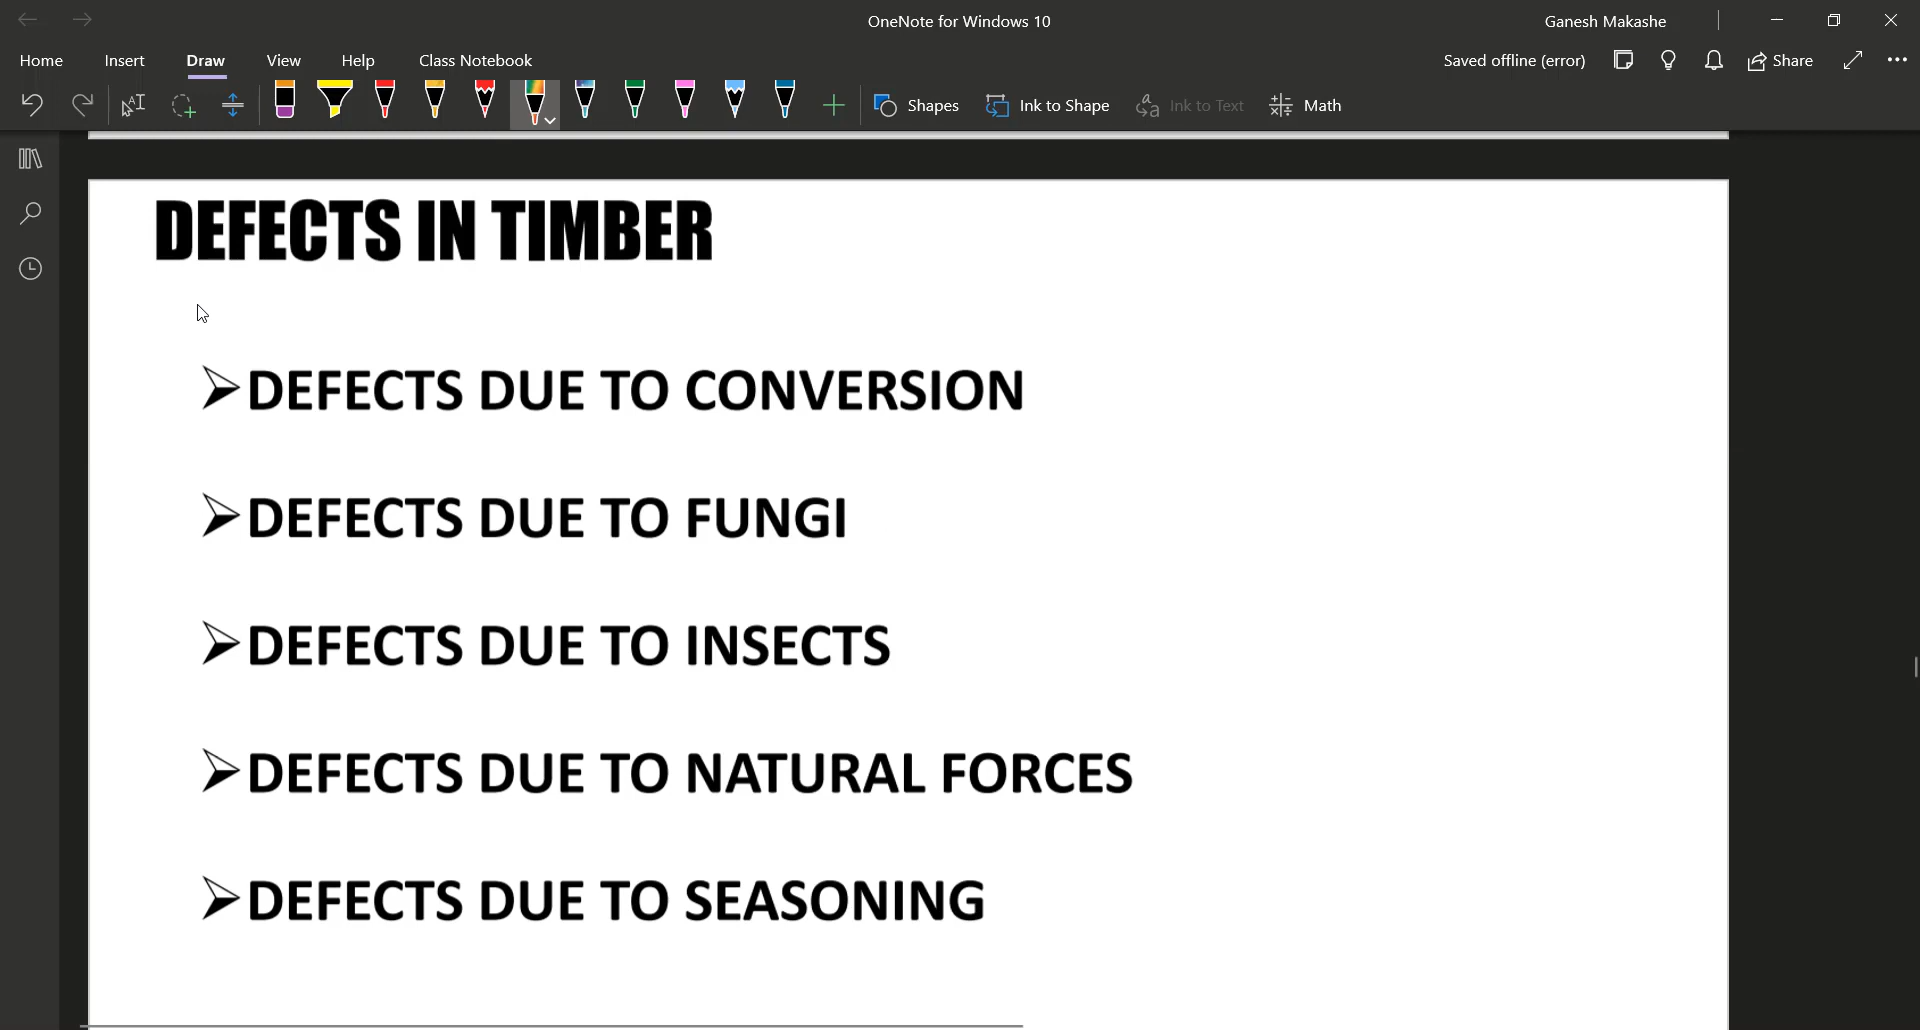 OneNote for Windows 10
Ganesh Makashe
Home Insert Draw View Help Class Notebook
Saved offline (error) Share
Shapes Ink to Shape Ink to Text Math
DEFECTS IN TIMBER
➢DEFECTS DUE TO CONVERSION
➢DEFECTS DUE TO FUNGI
➢DEFECTS DUE TO INSECTS
➢DEFECTS DUE TO NATURAL FORCES
➢DEFECTS DUE TO SEASONING